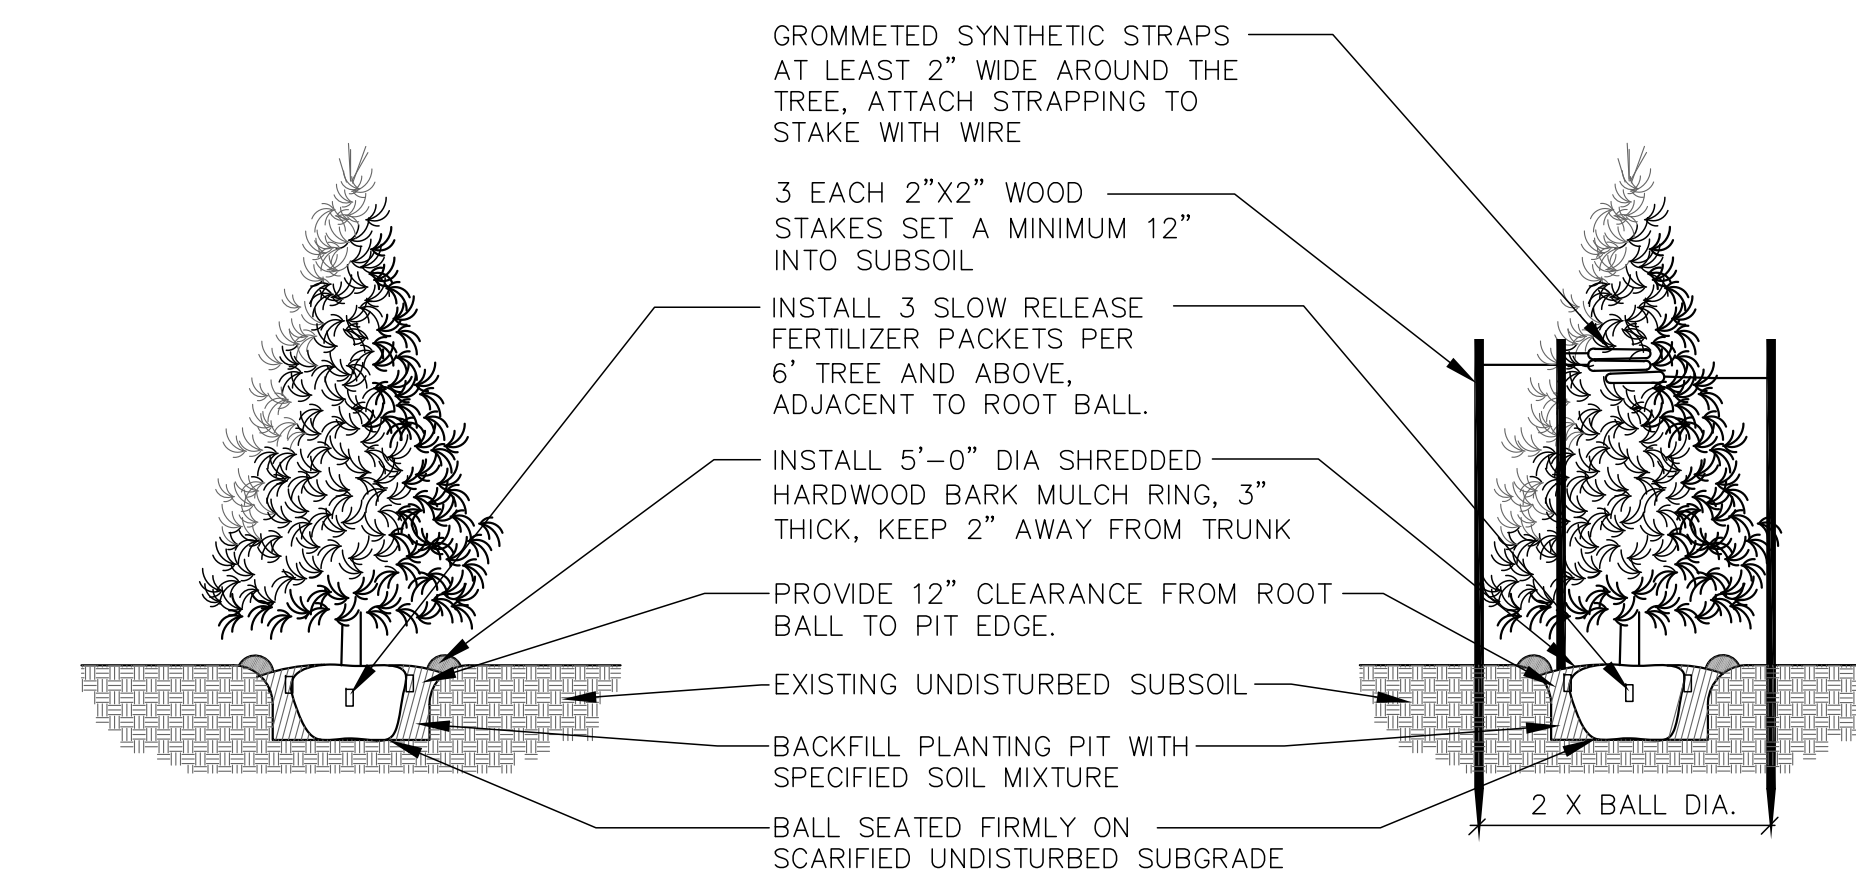 GROMMETED SYNTHETIC STRAPS
AT LEAST 2” WIDE AROUND THE
TREE, ATTACH STRAPPING TO
STAKE WITH WIRE
3 EACH 2”X2” WOOD
STAKES SET A MINIMUM 12”
INTO SUBSOIL
INSTALL 3 SLOW RELEASE
FERTILIZER PACKETS PER
6’ TREE AND ABOVE,
ADJACENT TO ROOT BALL.
INSTALL 5’–0” DIA SHREDDED
HARDWOOD BARK MULCH RING, 3”
THICK, KEEP 2” AWAY FROM TRUNK
PROVIDE 12” CLEARANCE FROM ROOT
BALL TO PIT EDGE.
EXISTING UNDISTURBED SUBSOIL
BACKFILL PLANTING PIT WITH
SPECIFIED SOIL MIXTURE
BALL SEATED FIRMLY ON
SCARIFIED UNDISTURBED SUBGRADE
2 X BALL DIA.